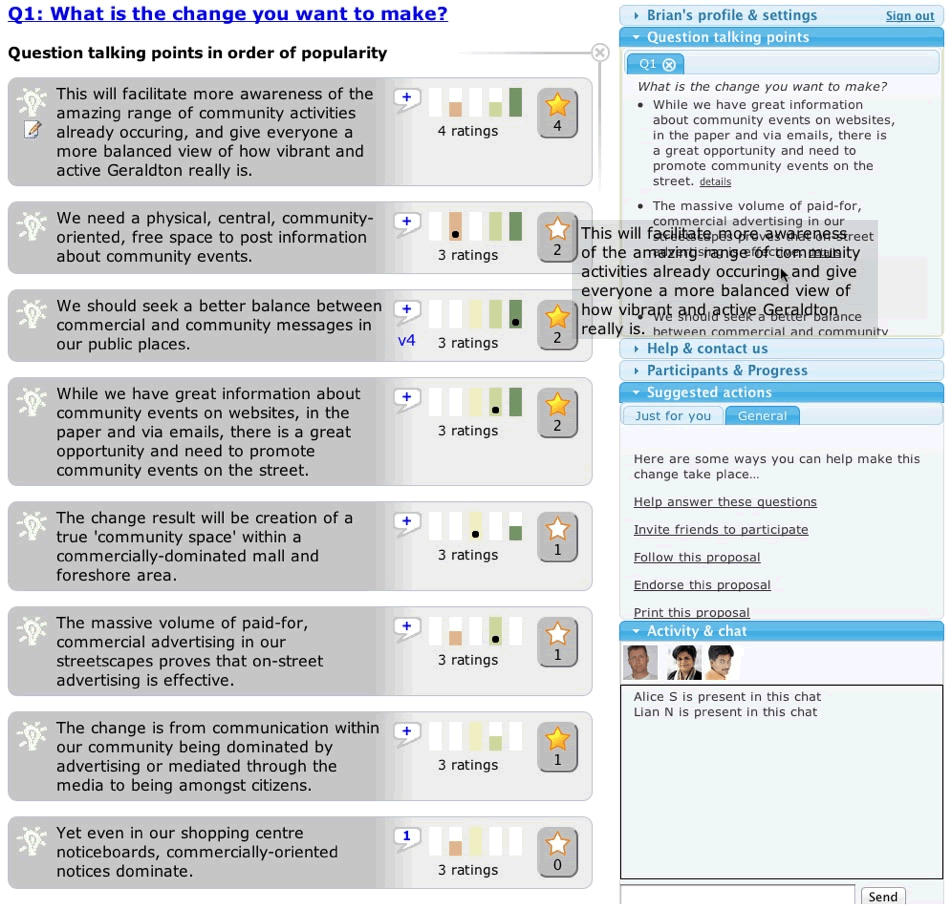 Q1: What is the change you want to make?
Question talking points in order of popularity
This will facilitate more awareness of the
amazing range of community activities
already occuring, and give everyone a
more balanced view of how vibrant and
active Geraldton really is.
+
4 ratings
4
We need a physical, central, community-
oriented, free space to post information
about community events.
+
3 ratings
2
We should seek a better balance between
commercial and community messages in
our public places.
+
v4
3 ratings
2
While we have great information about
community events on websites, in the
paper and via emails, there is a great
opportunity and need to promote
community events on the street.
+
3 ratings
2
The change result will be creation of a
true 'community space' within a
commercially-dominated mall and
foreshore area.
+
3 ratings
1
The massive volume of paid-for,
commercial advertising in our
streetscapes proves that on-street
advertising is effective.
+
3 ratings
1
The change is from communication within
our community being dominated by
advertising or mediated through the
media to being amongst citizens.
+
3 ratings
1
Yet even in our shopping centre
noticeboards, commercially-oriented
notices dominate.
1
3 ratings
0
Brian's profile & settings
Sign out
Question talking points
Q1
What is the change you want to make?
While we have great information
about community events on websites,
in the paper and via emails, there is
a great opportunity and need to
promote community events on the
street. details
The massive volume of paid-for,
commercial advertising in our
streetscapes proves that on-street
advertising is effective.
We should seek a better balance
between commercial and community
This will facilitate more awareness
of the amazing range of community
activities already occuring, and give
everyone a more balanced view of
how vibrant and active Geraldton
really is.
Help & contact us
Participants & Progress
Suggested actions
Just for you
General
Here are some ways you can help make this
change take place...
Help answer these questions
Invite friends to participate
Follow this proposal
Endorse this proposal
Print this proposal
Activity & chat
Alice S is present in this chat
Lian N is present in this chat
Send